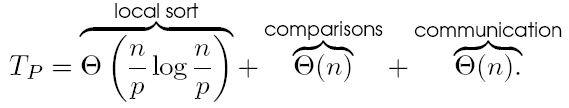 local sort comparisons communication
T_P = Θ(n/p log n/p) + Θ(n) + Θ(n).